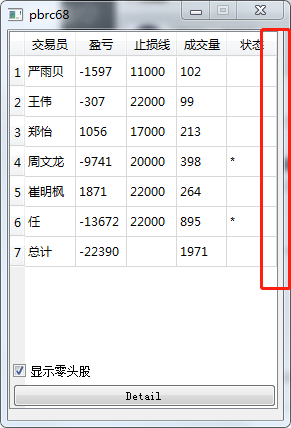 pbrc68
交易员 盈亏 止损线 成交量 状态
1 严雨贝 -1597 11000 102
2 王伟 -307 22000 99
3 郑怡 1056 17000 213
4 周文龙 -9741 20000 398 *
5 崔明枫 1871 22000 264
6 任 -13672 22000 895 *
7 总计 -22390 1971
显示零头股
Detail